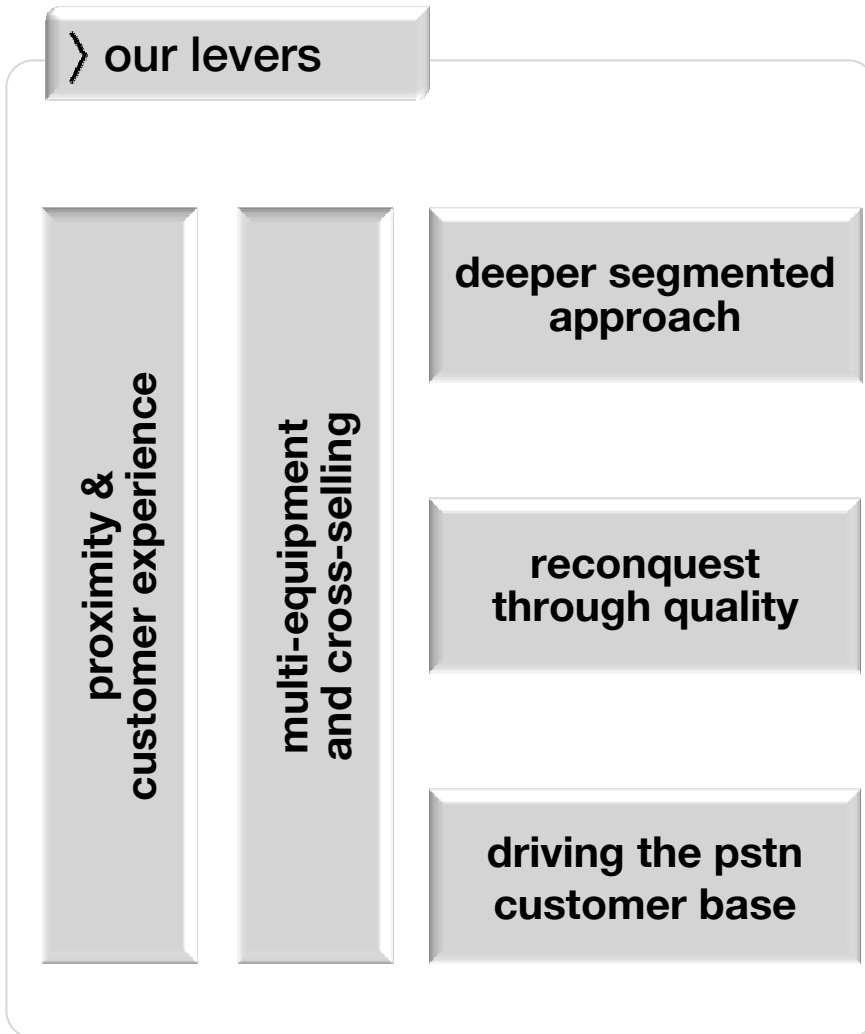 〉our levers
proximity &
customer experience
multi-equipment
and cross-selling
deeper segmented
approach
reconquest
through quality
driving the pstn
customer base